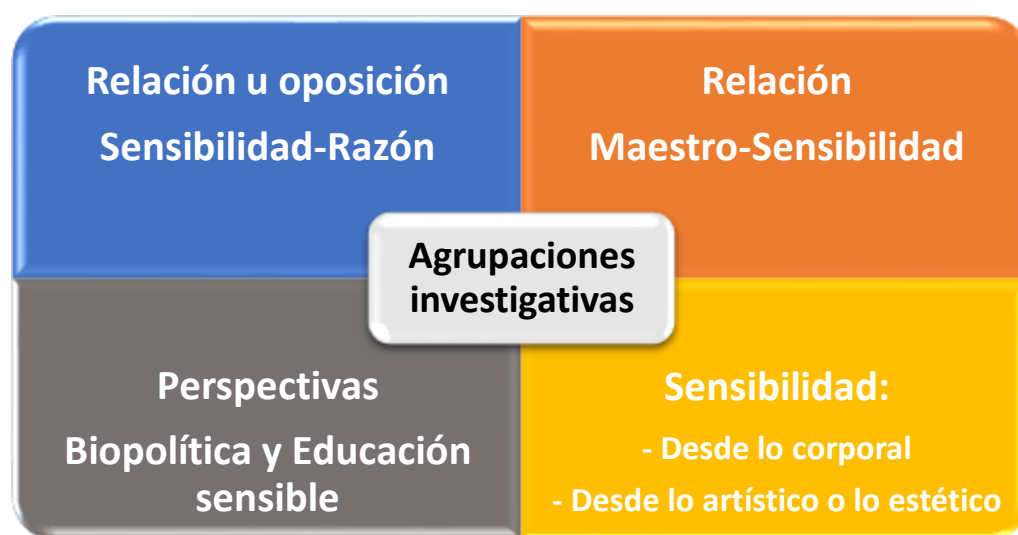 Relación u oposición
Sensibilidad-Razón
Relación
Maestro-Sensibilidad
Agrupaciones
investigativas
Perspectivas
Biopolítica y Educación
sensible
Sensibilidad:
- Desde lo corporal
- Desde lo artístico o lo estético